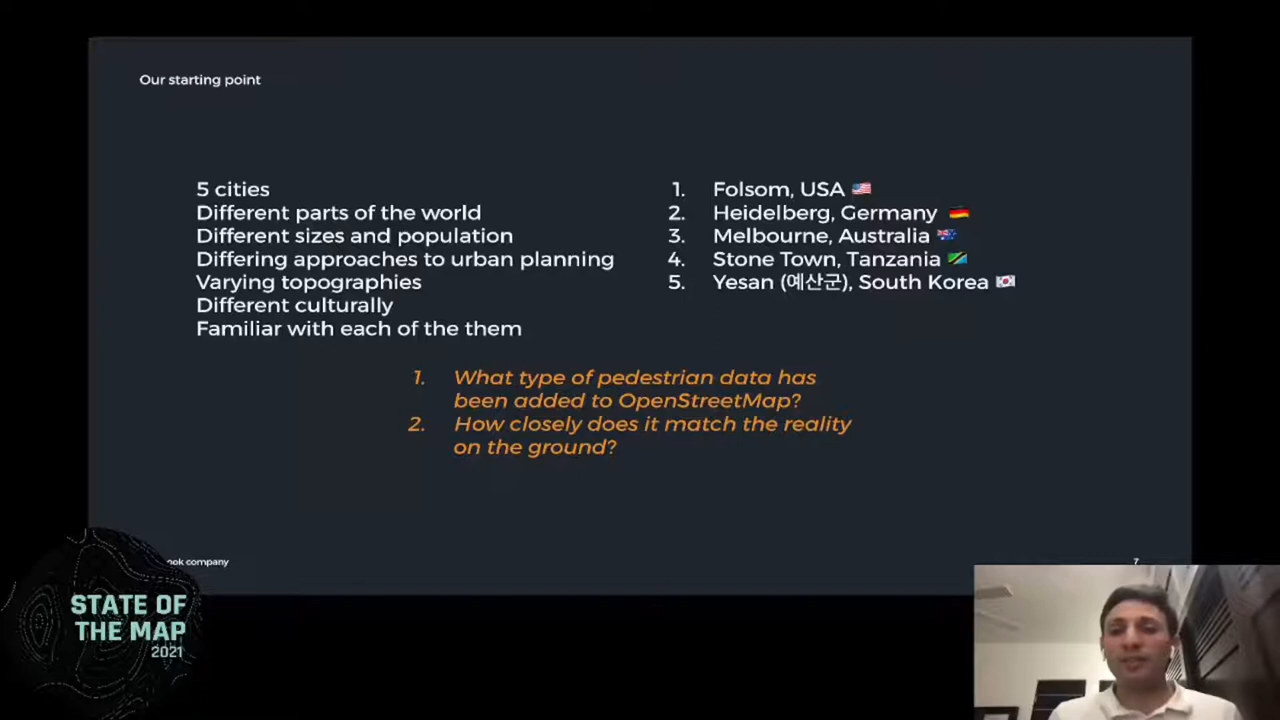 Our starting point
5 cities
Different parts of the world
Different sizes and population
Differing approaches to urban planning
Varying topographies
Different culturally
Familiar with each of the them
1. Folsom, USA 🇺🇸
2. Heidelberg, Germany 🇩🇪
3. Melbourne, Australia 🇦🇺
4. Stone Town, Tanzania 🇹🇿
5. Yesan (예산군), South Korea 🇰🇷
1. What type of pedestrian data has
been added to OpenStreetMap?
2. How closely does it match the reality
on the ground?
company
7
STATE OF
THE MAP
2021